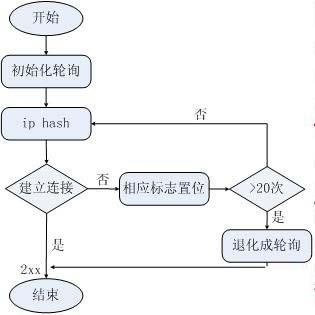 开始
初始化轮询
ip hash
否
建立连接
否
相应标志置位
>20次
是
是
退化成轮询
2xx
结束